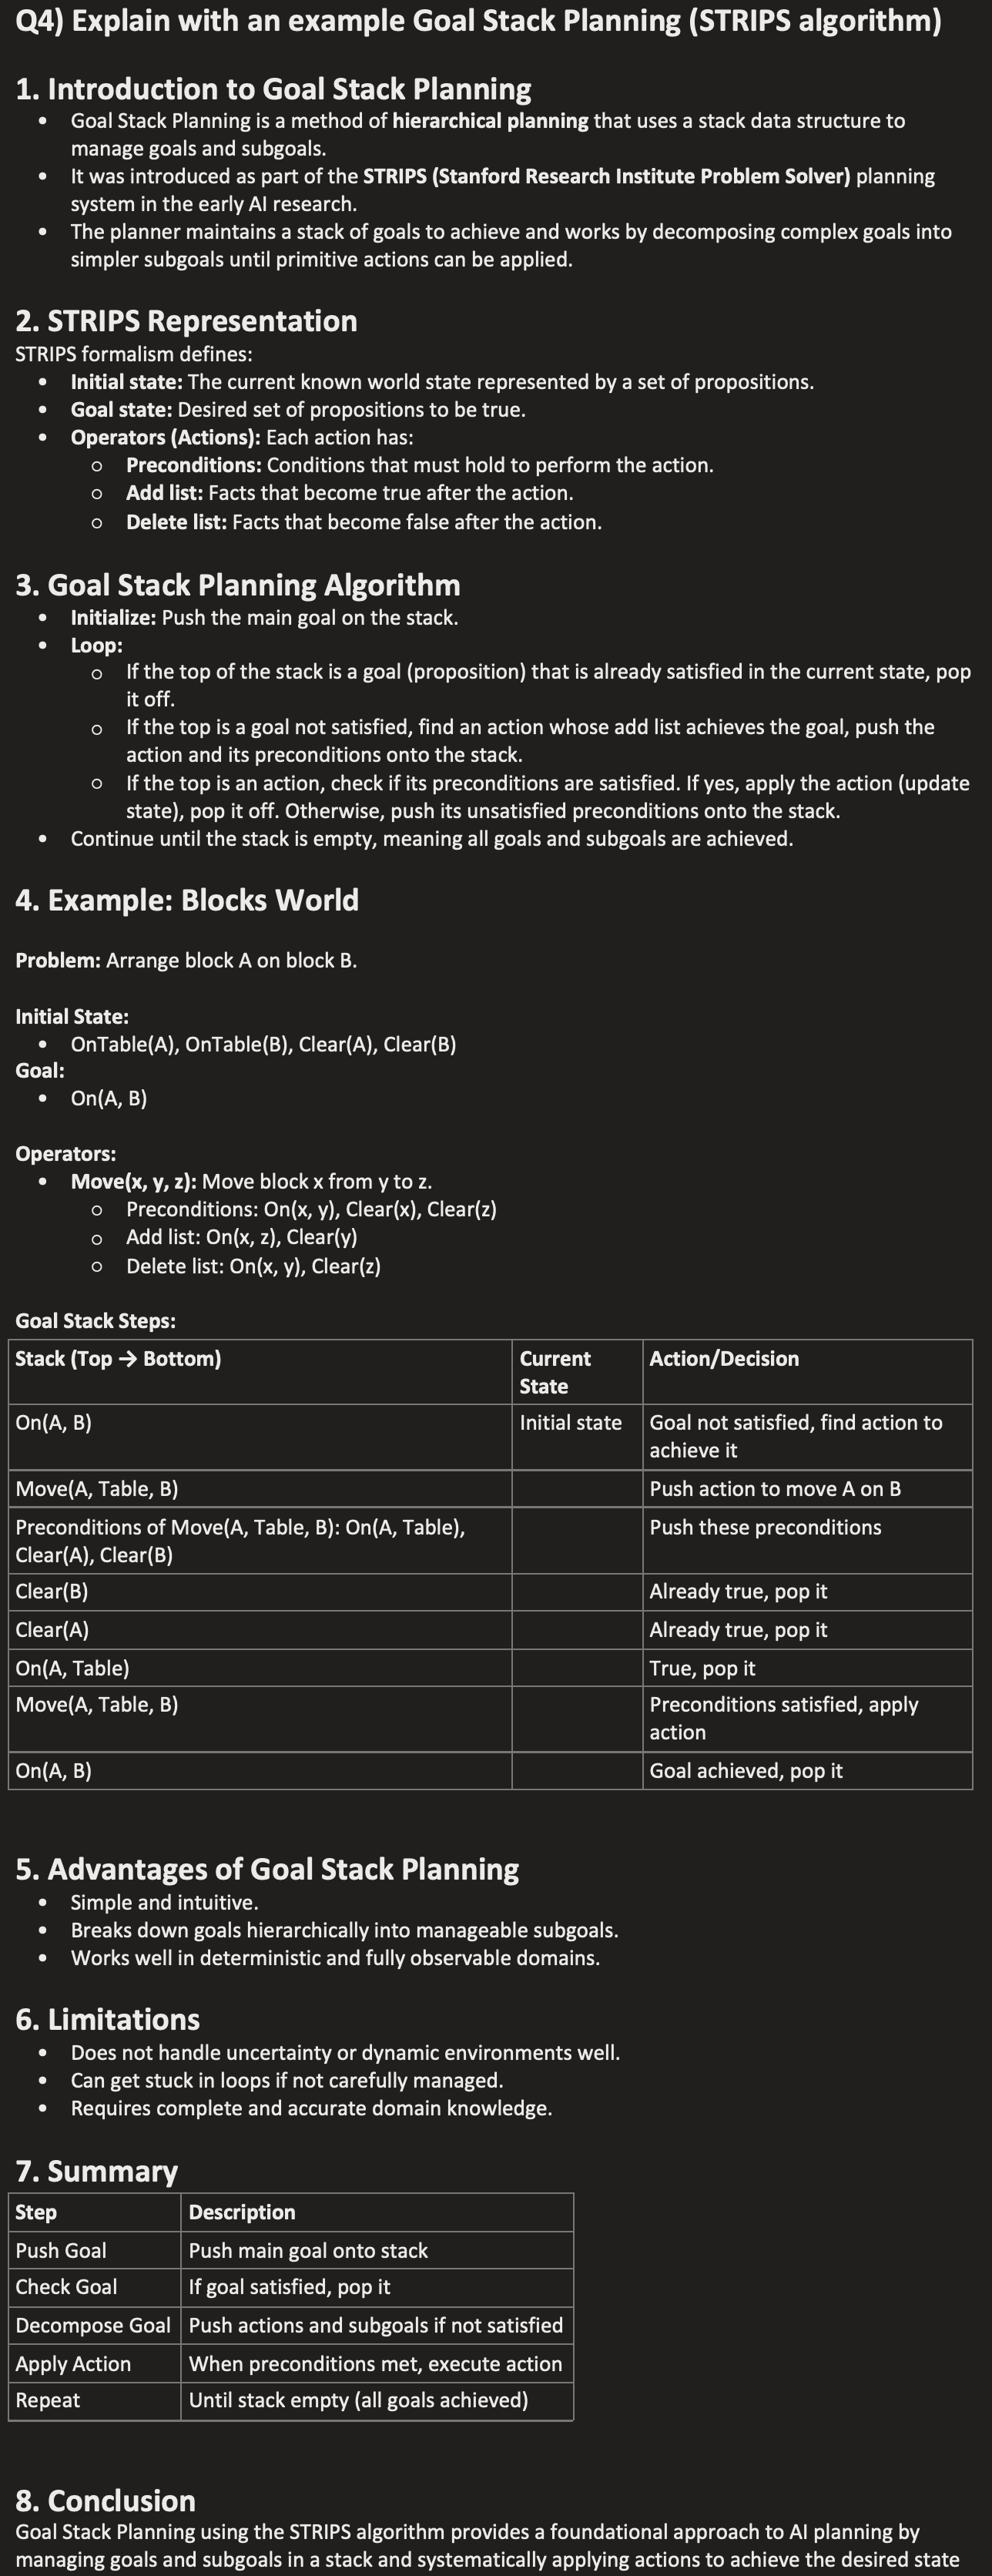 Q4) Explain with an example Goal Stack Planning (STRIPS algorithm)
1. Introduction to Goal Stack Planning
• Goal Stack Planning is a method of hierarchical planning that uses a stack data structure to
manage goals and subgoals.
• It was introduced as part of the STRIPS (Stanford Research Institute Problem Solver) planning
system in the early AI research.
• The planner maintains a stack of goals to achieve and works by decomposing complex goals into
simpler subgoals until primitive actions can be applied.
2. STRIPS Representation
STRIPS formalism defines:
• Initial state: The current known world state represented by a set of propositions.
• Goal state: Desired set of propositions to be true.
• Operators (Actions): Each action has:
○ Preconditions: Conditions that must hold to perform the action.
○ Add list: Facts that become true after the action.
○ Delete list: Facts that become false after the action.
3. Goal Stack Planning Algorithm
• Initialize: Push the main goal on the stack.
• Loop:
○ If the top of the stack is a goal (proposition) that is already satisfied in the current state, pop
it off.
○ If the top is a goal not satisfied, find an action whose add list achieves the goal, push the
action and its preconditions onto the stack.
○ If the top is an action, check if its preconditions are satisfied. If yes, apply the action (update
state), pop it off. Otherwise, push its unsatisfied preconditions onto the stack.
• Continue until the stack is empty, meaning all goals and subgoals are achieved.
4. Example: Blocks World
Problem: Arrange block A on block B.
Initial State:
• OnTable(A), OnTable(B), Clear(A), Clear(B)
Goal:
• On(A, B)
Operators:
• Move(x, y, z): Move block x from y to z.
○ Preconditions: On(x, y), Clear(x), Clear(z)
○ Add list: On(x, z), Clear(y)
○ Delete list: On(x, y), Clear(z)
Goal Stack Steps:
Stack (Top → Bottom) Current State Action/Decision
On(A, B) Initial state Goal not satisfied, find action to
achieve it
Move(A, Table, B) Push action to move A on B
Preconditions of Move(A, Table, B): On(A, Table), Push these preconditions
Clear(A), Clear(B)
Clear(B) Already true, pop it
Clear(A) Already true, pop it
On(A, Table) True, pop it
Move(A, Table, B) Preconditions satisfied, apply
action
On(A, B) Goal achieved, pop it
5. Advantages of Goal Stack Planning
• Simple and intuitive.
• Breaks down goals hierarchically into manageable subgoals.
• Works well in deterministic and fully observable domains.
6. Limitations
• Does not handle uncertainty or dynamic environments well.
• Can get stuck in loops if not carefully managed.
• Requires complete and accurate domain knowledge.
7. Summary
Step Description
Push Goal Push main goal onto stack
Check Goal If goal satisfied, pop it
Decompose Goal Push actions and subgoals if not satisfied
Apply Action When preconditions met, execute action
Repeat Until stack empty (all goals achieved)
8. Conclusion
Goal Stack Planning using the STRIPS algorithm provides a foundational approach to AI planning by
managing goals and subgoals in a stack and systematically applying actions to achieve the desired state